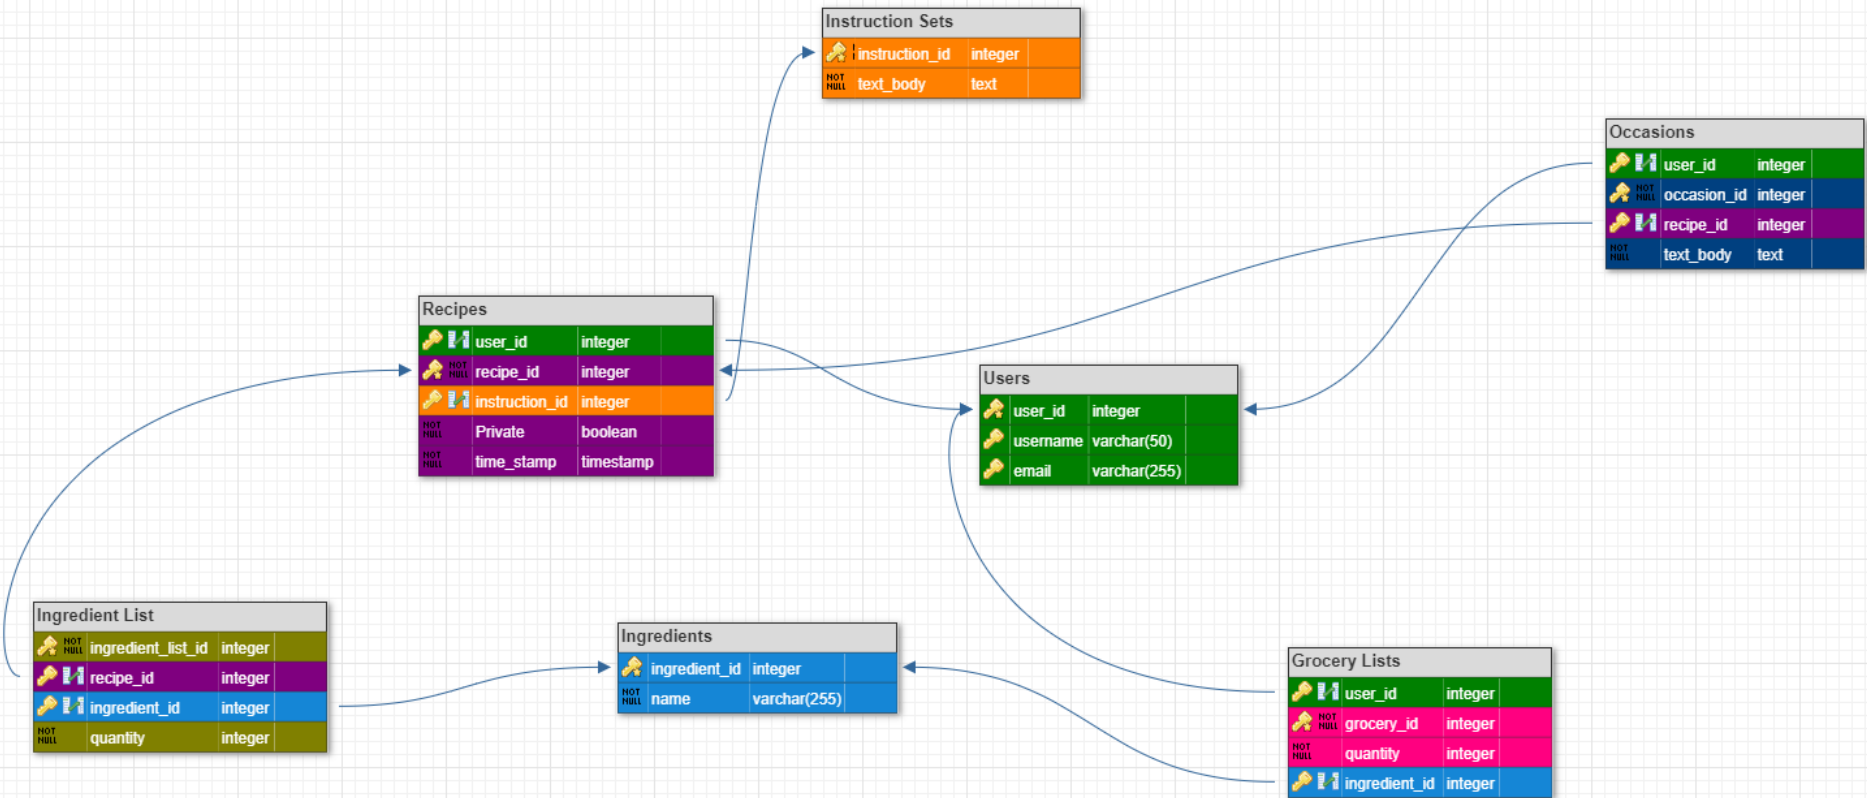 Instruction Sets
instruction_id integer
NOT NULL text_body text
Occasions
user_id integer
NOT NULL occasion_id integer
recipe_id integer
NOT NULL text_body text
Recipes
user_id integer
NOT NULL recipe_id integer
instruction_id integer
NOT NULL Private boolean
NOT NULL time_stamp timestamp
Users
user_id integer
username varchar(50)
email varchar(255)
Ingredient List
NOT NULL ingredient_list_id integer
recipe_id integer
ingredient_id integer
NOT NULL quantity integer
Ingredients
ingredient_id integer
NOT NULL name varchar(255)
Grocery Lists
user_id integer
NOT NULL grocery_id integer
NOT NULL quantity integer
ingredient_id integer